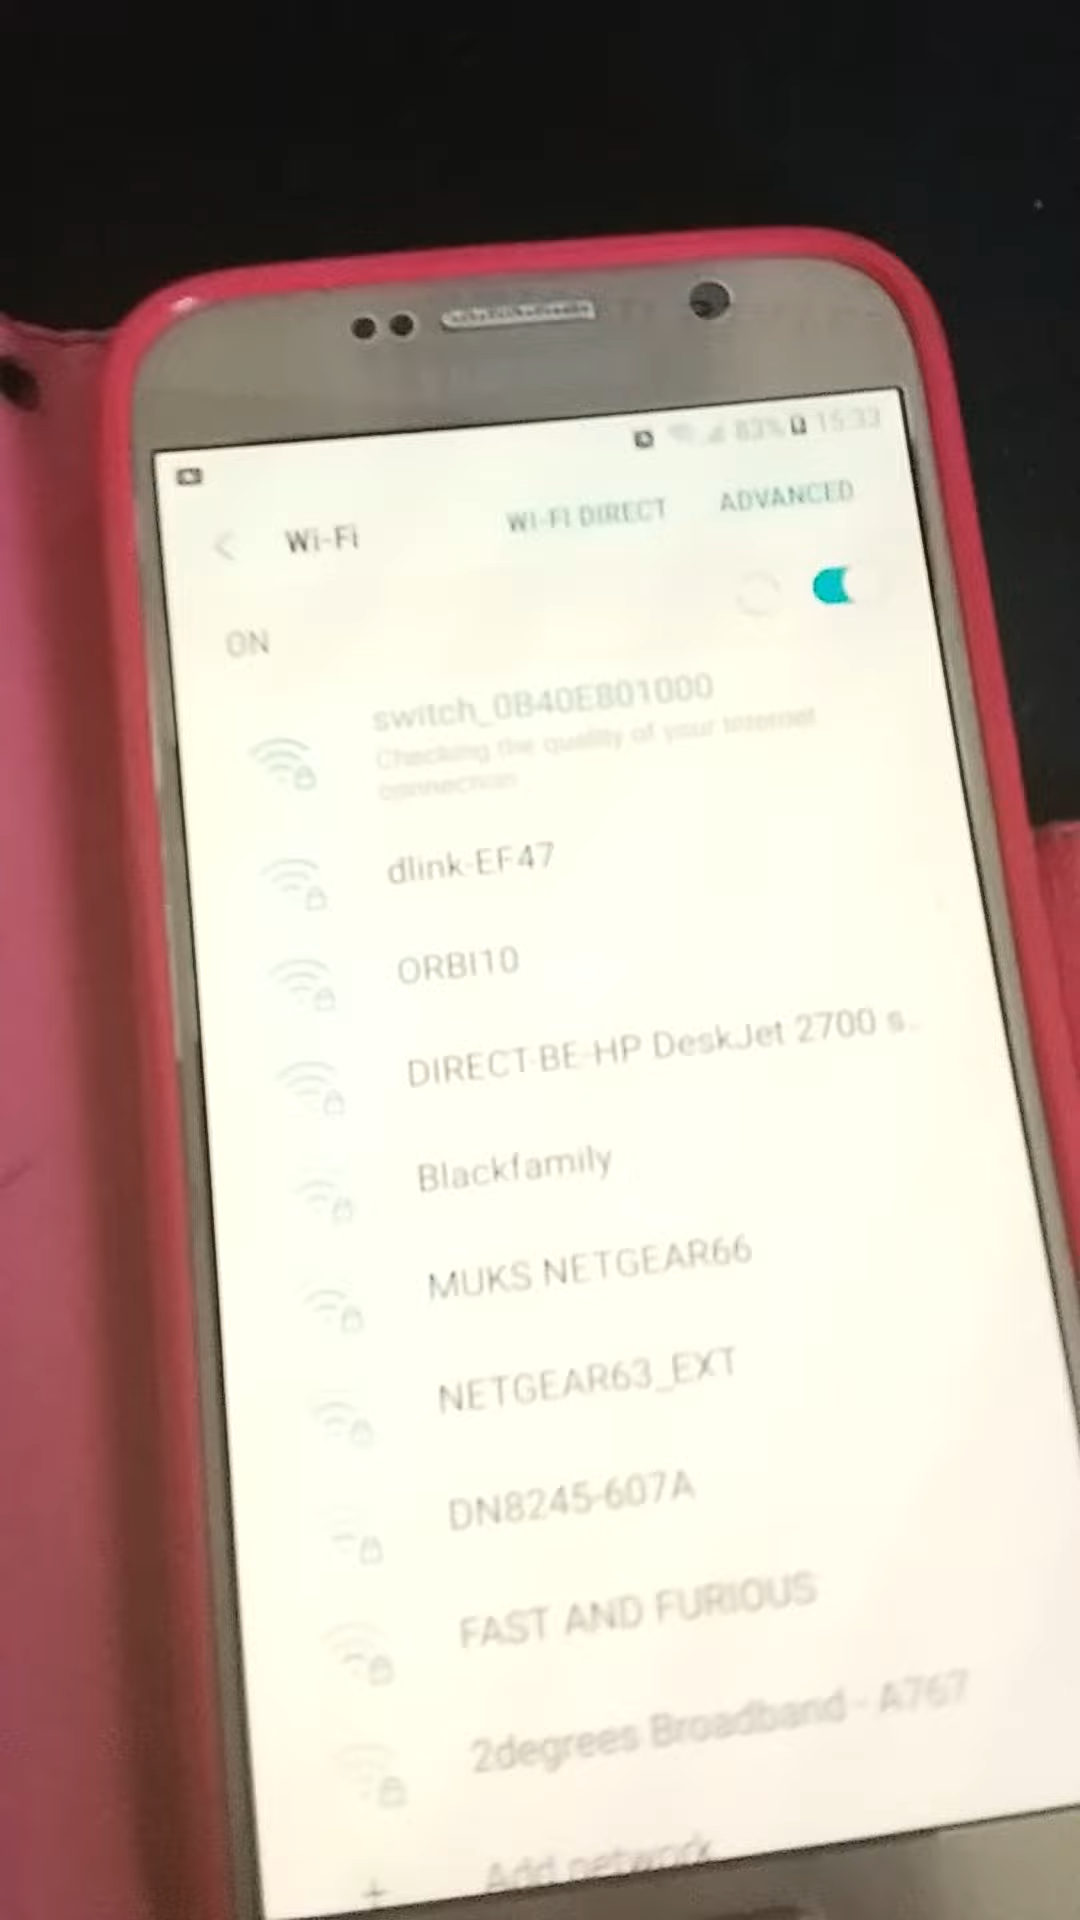 83% 15:33
Wi-Fi WI-FI DIRECT ADVANCED
ON
switch_0B40E801000
Checking the quality of your Internet
connection
dlink-EF47
ORBI10
DIRECT-BE-HP DeskJet 2700 s..
Blackfamily
MUKS NETGEAR66
NETGEAR63_EXT
DN8245-607A
FAST AND FURIOUS
2degrees Broadband - A767
+ Add network